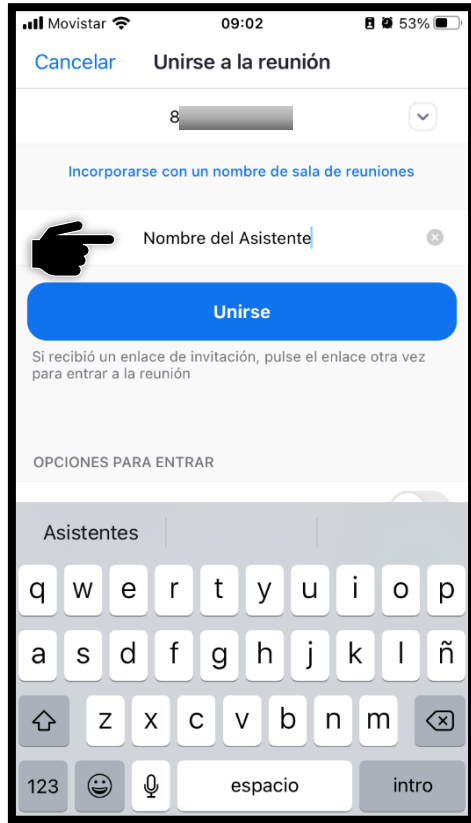 Movistar 09:02 53%
Cancelar Unirse a la reunión
8
Incorporarse con un nombre de sala de reuniones
Nombre del Asistente
Unirse
Si recibió un enlace de invitación, pulse el enlace otra vez
para entrar a la reunión
OPCIONES PARA ENTRAR
Asistentes
q w e r t y u i o p
a s d f g h j k l ñ
z x c v b n m
123 espacio intro